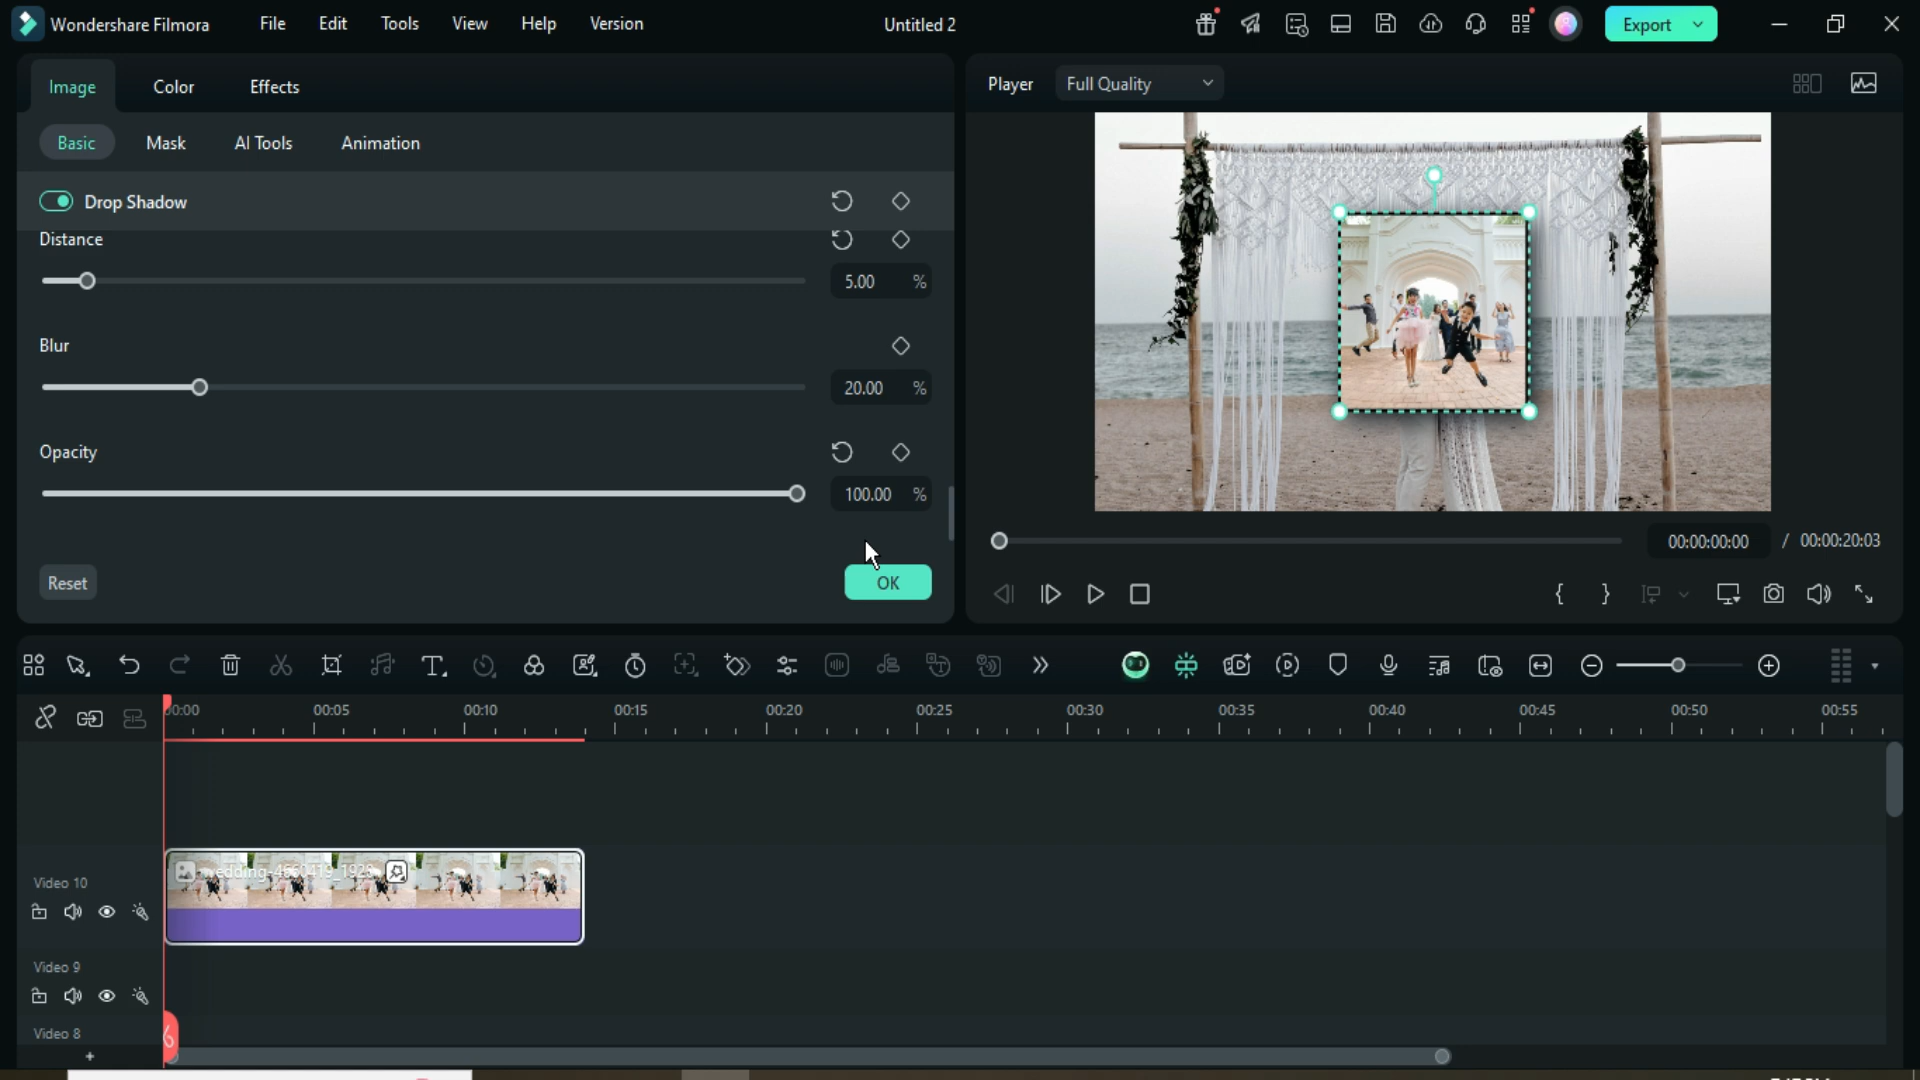 Wondershare Filmora
File Edit Tools View Help Version
Untitled 2
Export
Image Color Effects
Player Full Quality
Basic Mask AI Tools Animation
Drop Shadow
Distance
5.00 %
Blur
20.00 %
Opacity
100.00 %
Reset OK
00:00:00:00 / 00:00:20:03
00:00 00:05 00:10 00:15 00:20 00:25 00:30 00:35 00:40 00:45 00:50 00:55
wedding-4660419_1920
Video 10
Video 9
Video 8